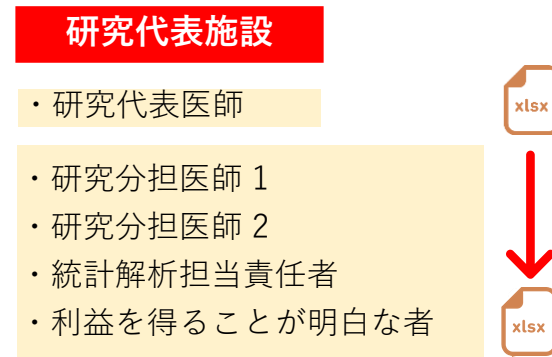 研究代表施設
・研究代表医師
xlsx
・研究分担医師 1
・研究分担医師 2
・統計解析担当責任者
・利益を得ることが明白な者
xlsx